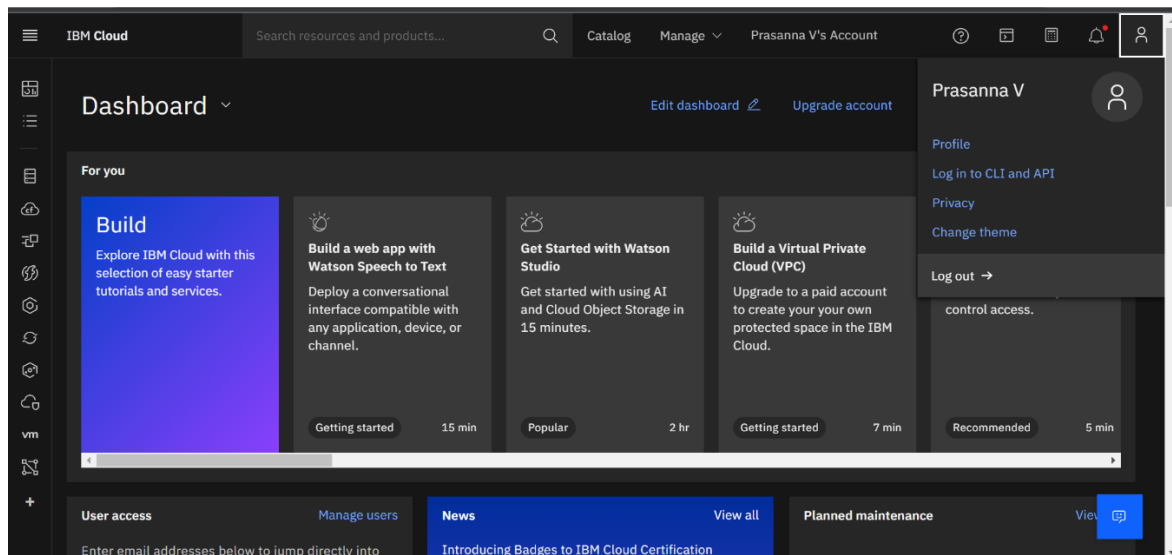 IBM Cloud
Search resources and products...
Catalog
Manage
Prasanna V's Account
Dashboard
Edit dashboard
Upgrade account
Prasanna V
Profile
Log in to CLI and API
Privacy
Change theme
Log out →
For you
Build
Explore IBM Cloud with this
selection of easy starter
tutorials and services.
Build a web app with
Watson Speech to Text
Deploy a conversational
interface compatible with
any application, device, or
channel.
Getting started
15 min
Get Started with Watson
Studio
Get started with using AI
and Cloud Object Storage in
15 minutes.
Popular
2 hr
Build a Virtual Private
Cloud (VPC)
Upgrade to a paid account
to create your your own
protected space in the IBM
Cloud.
Getting started
7 min
control access.
Recommended
5 min
vm
User access
Manage users
Enter email addresses below to jump directly into
News
View all
Introducing Badges to IBM Cloud Certification
Planned maintenance